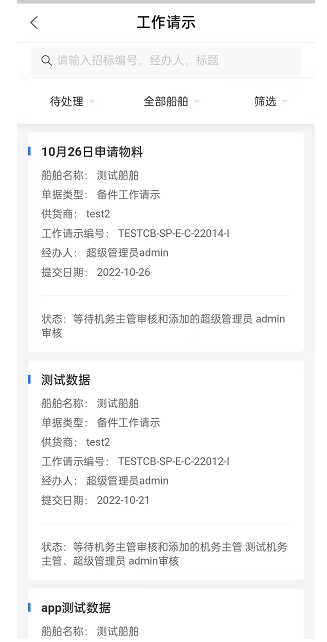 工作请示
请输入招标编号，经办人，标题
待处理 全部船舶 筛选
10月26日申请物料
船舶名称： 测试船舶
单据类型： 备件工作请示
供货商： test2
工作请示编号： TESTCB-SP-E-C-22014-I
经办人： 超级管理员admin
提交日期： 2022-10-26
状态： 等待机务主管审核和添加的超级管理员 admin
审核
测试数据
船舶名称： 测试船舶
单据类型： 备件工作请示
供货商： test2
工作请示编号： TESTCB-SP-E-C-22012-I
经办人： 超级管理员admin
提交日期： 2022-10-21
状态： 等待机务主管审核和添加的机务主管 测试机务
主管、超级管理员 admin审核
app测试数据
船舶名称： 测试船舶